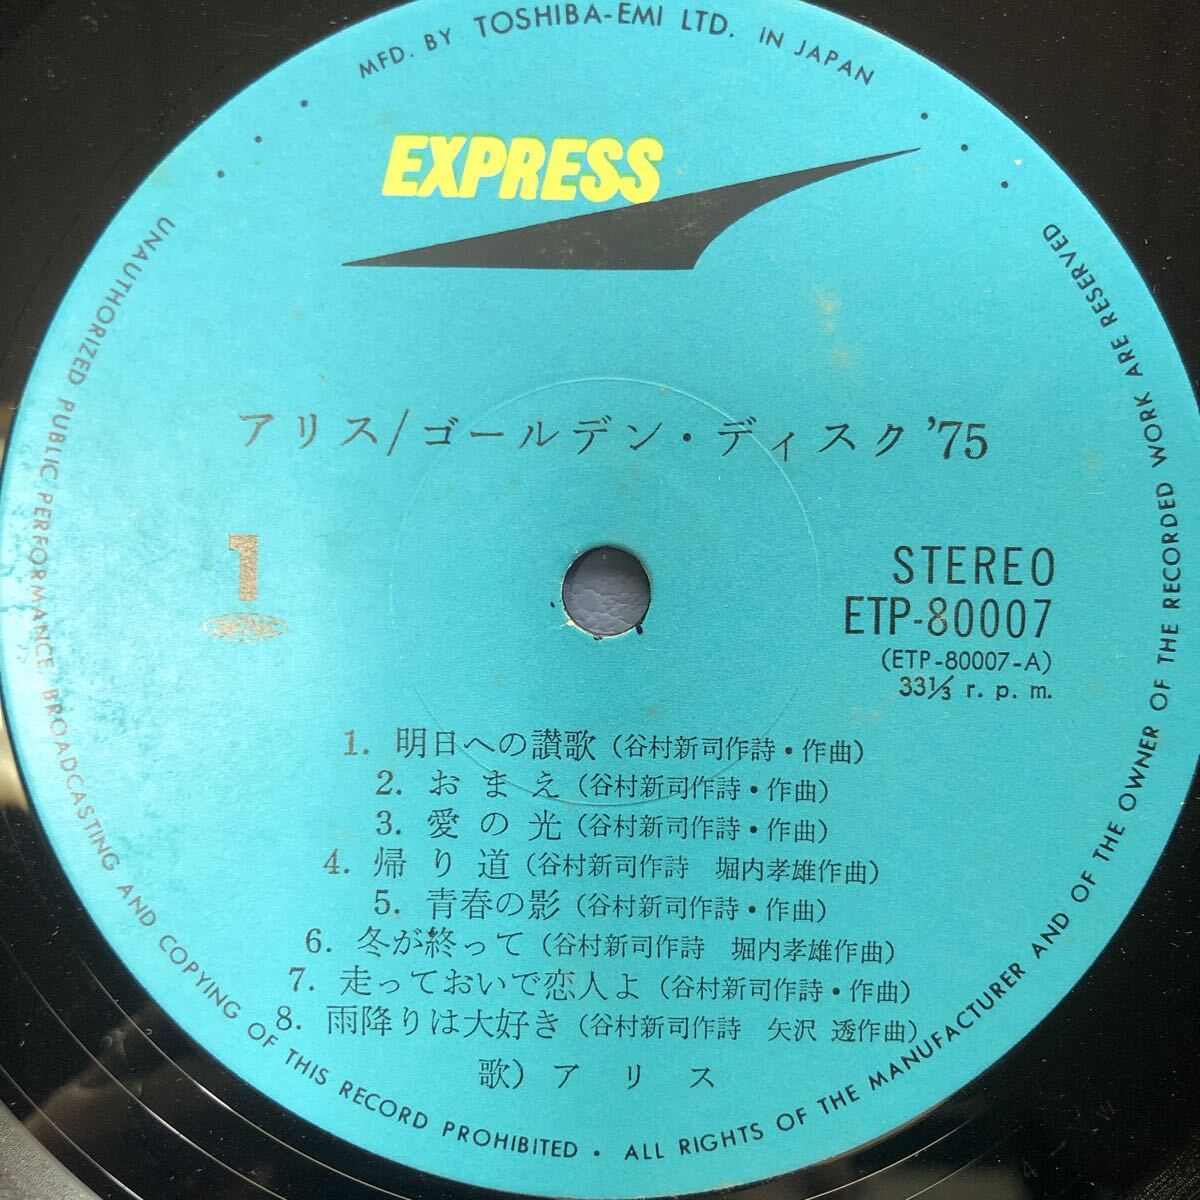 MFD. BY TOSHIBA-EMI LTD. IN JAPAN
EXPRESS
アリス/ゴールデン・ディスク'75
1
STEREO
ETP-80007
(ETP-80007-A)
33 1/3 r. p. m.
1. 明日への讃歌 (谷村新司作詩・作曲)
2. おまえ (谷村新司作詩・作曲)
3. 愛の光 (谷村新司作詩・作曲)
4. 帰り道 (谷村新司作詩 堀内孝雄作曲)
5. 青春の影 (谷村新司作詩・作曲)
6. 冬が終って (谷村新司作詩 堀内孝雄作曲)
7. 走っておいで恋人よ (谷村新司作詩・作曲)
8. 雨降りは大好き (谷村新司作詩 矢沢 透作曲)
歌) アリス
UNAUTHORIZED PUBLIC PERFORMANCE, BROADCASTING AND COPYING OF THIS RECORD PROHIBITED • ALL RIGHTS OF THE MANUFACTURER AND OF THE OWNER OF THE RECORDED WORK ARE RESERVED